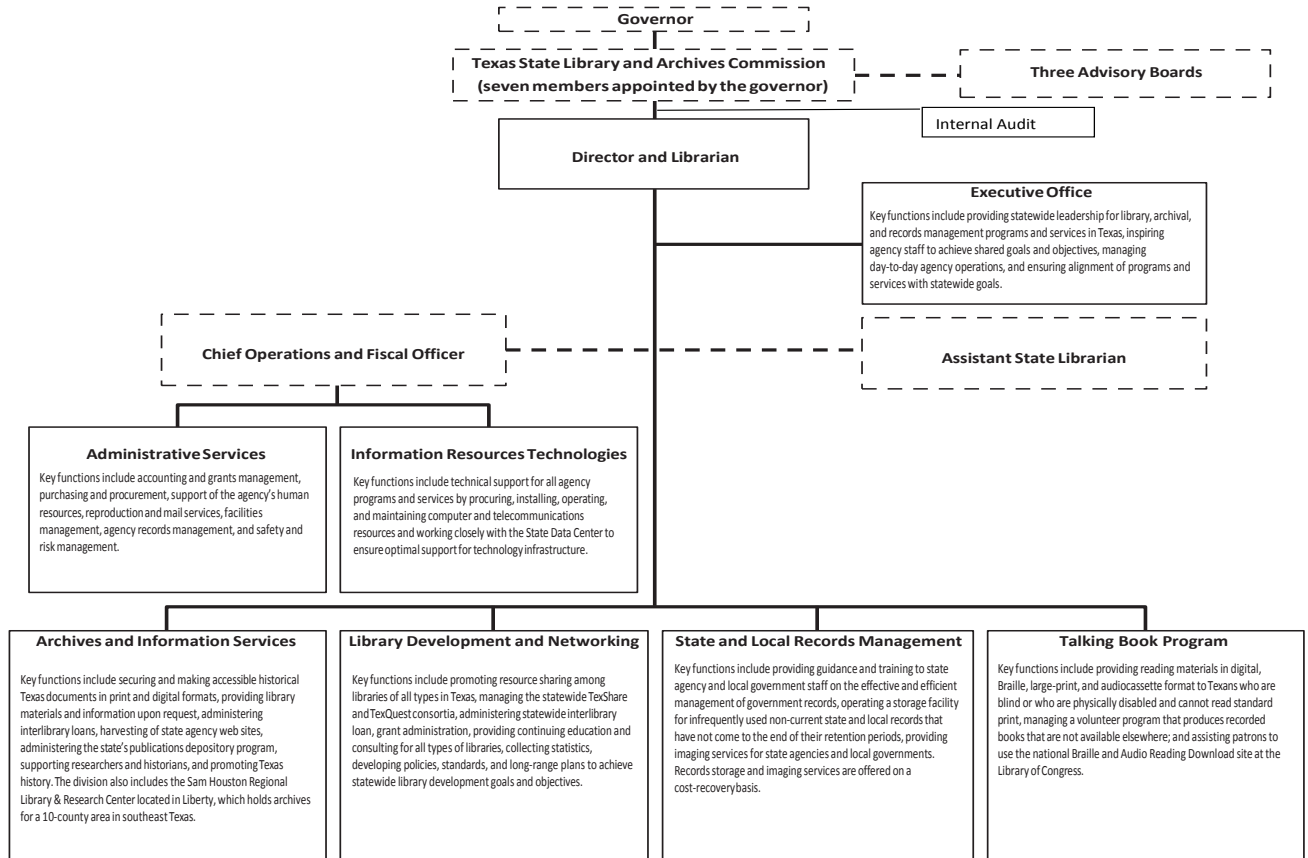 Governor
Texas State Library and Archives Commission
(seven members appointed by the governor)
Three Advisory Boards
Internal Audit
Director and Librarian
Executive Office
Key functions include providing statewide leadership for library, archival,
and records management programs and services in Texas, inspiring
agency staff to achieve shared goals and objectives, managing
day-to-day agency operations, and ensuring alignment of programs and
services with statewide goals.
Chief Operations and Fiscal Officer
Assistant State Librarian
Administrative Services
Key functions include accounting and grants management,
purchasing and procurement, support of the agency's human
resources, reproduction and mail services, facilities
management, agency records management, and safety and
risk management.
Information Resources Technologies
Key functions include technical support for all agency
programs and services by procuring, installing, operating,
and maintaining computer and telecommunications
resources and working closely with the State Data Center to
ensure optimal support for technology infrastructure.
Archives and Information Services
Key functions include securing and making accessible historical
Texas documents in print and digital formats, providing library
materials and information upon request, administering
interlibrary loans, harvesting of state agency web sites,
administering the state's publications depository program,
supporting researchers and historians, and promoting Texas
history. The division also includes the Sam Houston Regional
Library & Research Center located in Liberty, which holds archives
for a 10-county area in southeast Texas.
Library Development and Networking
Key functions include promoting resource sharing among
libraries of all types in Texas, managing the statewide TexShare
and TexQuest consortia, administering statewide interlibrary
loan, grant administration, providing continuing education and
consulting for all types of libraries, collecting statistics,
developing policies, standards, and long-range plans to achieve
statewide library development goals and objectives.
State and Local Records Management
Key functions include providing guidance and training to state
agency and local government staff on the effective and efficient
management of government records, operating a storage facility
for infrequently used non-current state and local records that
have not come to the end of their retention periods, providing
imaging services for state agencies and local governments.
Records storage and imaging services are offered on a
cost-recovery basis.
Talking Book Program
Key functions include providing reading materials in digital,
Braille, large-print, and audiocassette format to Texans who are
blind or who are physically disabled and cannot read standard
print, managing a volunteer program that produces recorded
books that are not available elsewhere; and assisting patrons to
use the national Braille and Audio Reading Download site at the
Library of Congress.